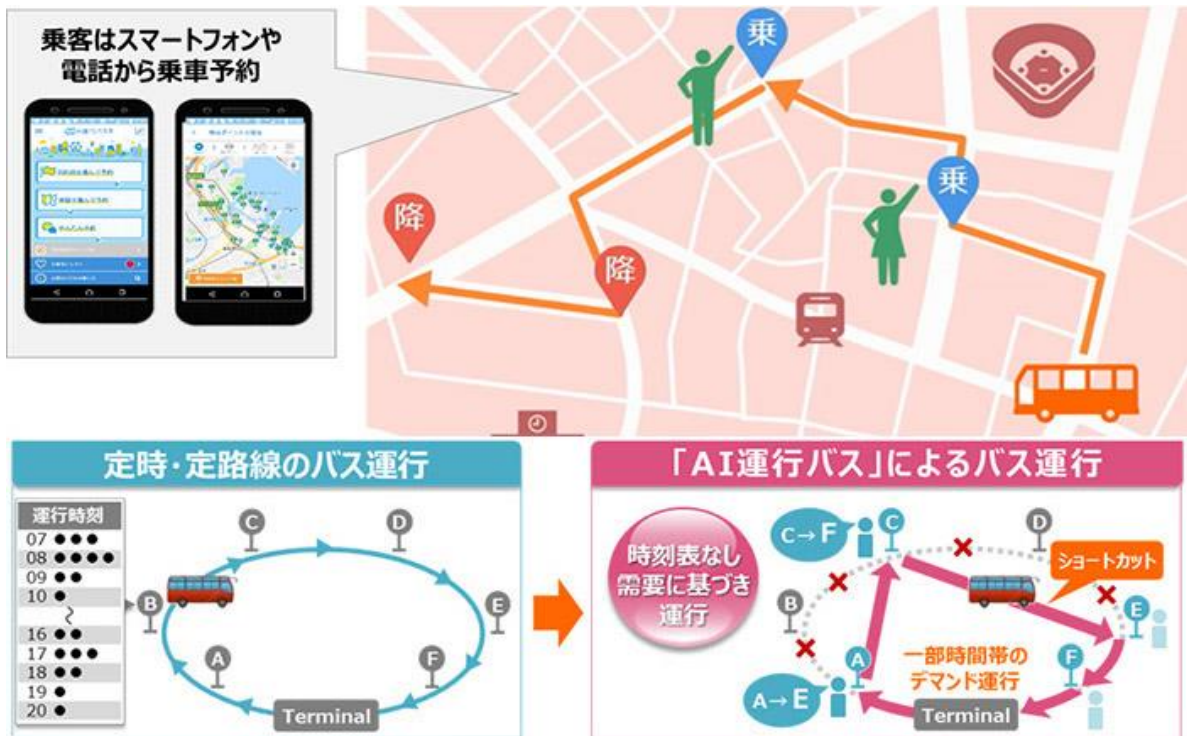 乗客はスマートフォンや
電話から乗車予約
乗
乗
降
降
定時・定路線のバス運行
運行時刻
07
08
09
10
16
17
18
19
20
A
B
C
D
E
F
Terminal
「AI運行バス」によるバス運行
時刻表なし
需要に基づき
運行
C→F
C
D
ショートカット
B
E
A
F
一部時間帯の
デマンド運行
A→E
Terminal